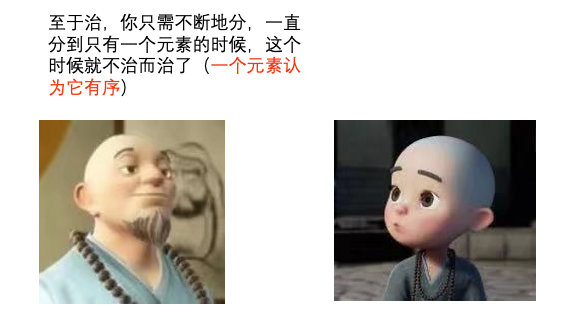 至于治，你只需不断地分，一直
分到只有一个元素的时候，这个
时候就不治而治了（一个元素认
为它有序）